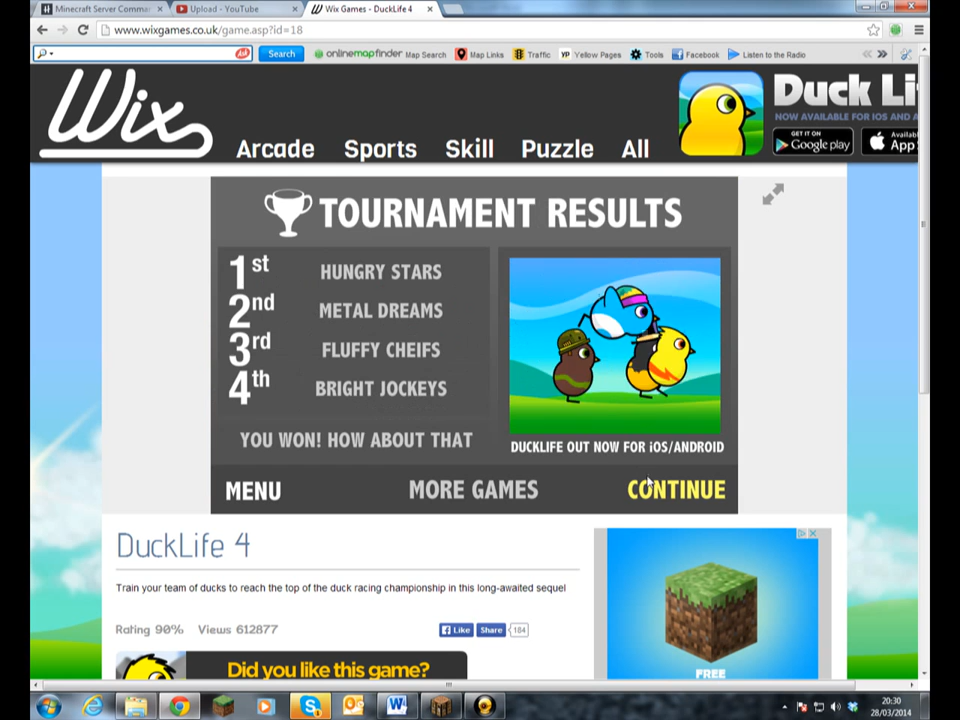 Minecraft Server Comma
Upload - YouTube
Wix Games - DuckLife 4
www.wixgames.co.uk/game.asp?id=18
Search
onlinemapfinder
Map Search
Map Links
Traffic
yp Yellow Pages
Tools
Facebook
Listen to the Radio
Wix
Arcade Sports Skill Puzzle All
Duck Li
NOW AVAILABLE FOR IOS AND A
GET IT ON
Google play
Availab
App
TOURNAMENT RESULTS
1st HUNGRY STARS
2nd METAL DREAMS
3rd FLUFFY CHEIFS
4th BRIGHT JOCKEYS
YOU WON! HOW ABOUT THAT
DUCKLIFE OUT NOW FOR iOS/ANDROID
MENU MORE GAMES CONTINUE
DuckLife 4
Train your team of ducks to reach the top of the duck racing championship in this long-awaited sequel
Rating 90% Views 612877
Like Share 184
Did you like this game?
FREE
20:30
28/03/2014